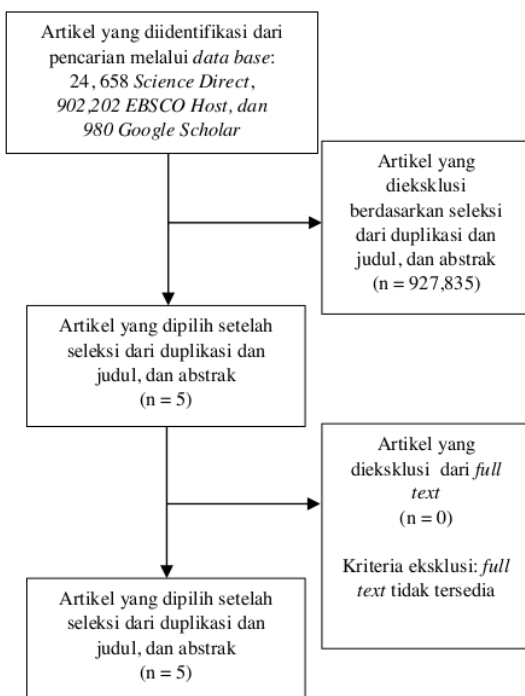 Artikel yang diidentifikasi dari
pencarian melalui data base:
24, 658 Science Direct,
902,202 EBSCO Host, dan
980 Google Scholar
Artikel yang
dieksklusi
berdasarkan seleksi
dari duplikasi dan
judul, dan abstrak
(n = 927,835)
Artikel yang dipilih setelah
seleksi dari duplikasi dan
judul, dan abstrak
(n = 5)
Artikel yang
dieksklusi dari full
text
(n = 0)
Kriteria eksklusi: full
text tidak tersedia
Artikel yang dipilih setelah
seleksi dari duplikasi dan
judul, dan abstrak
(n = 5)